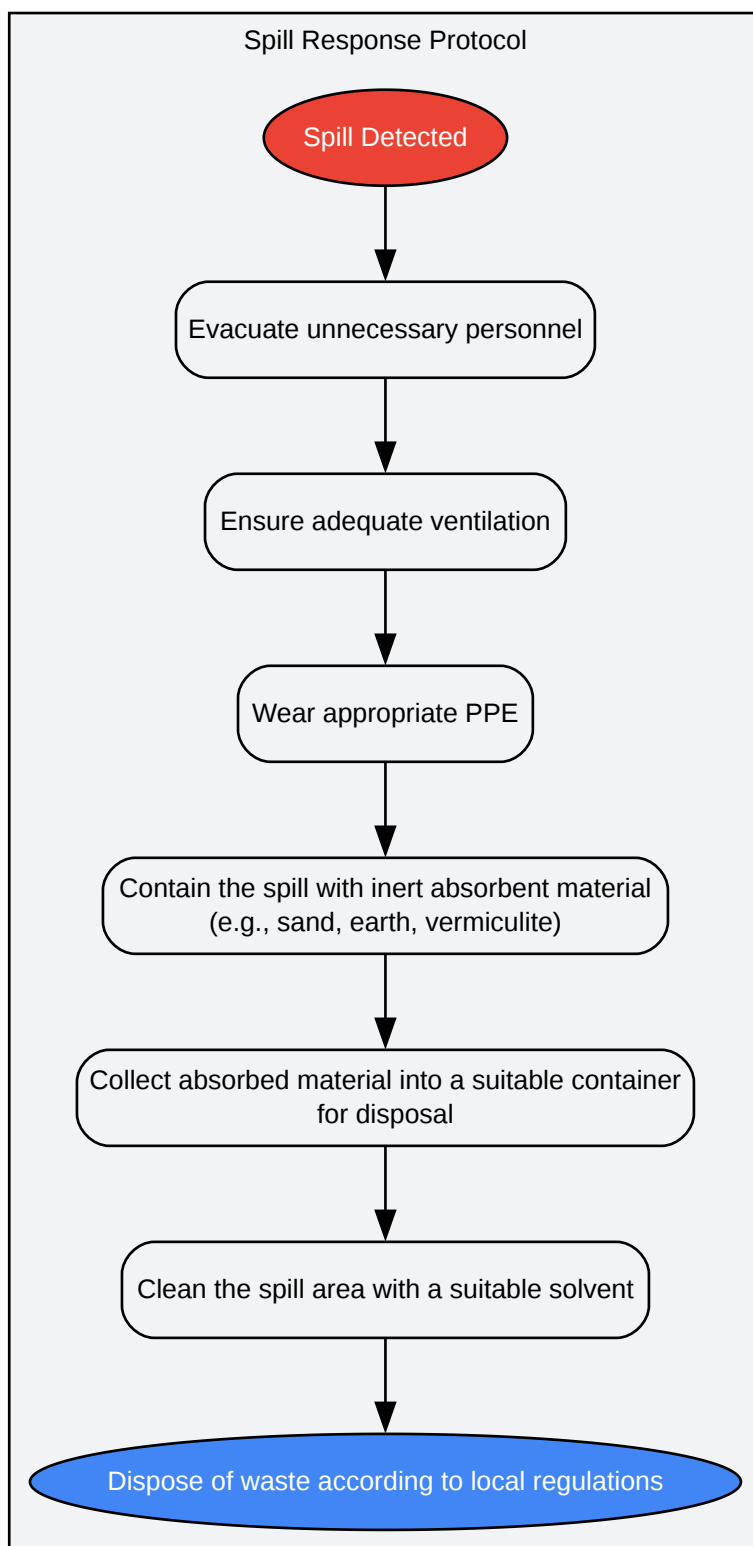 Spill Response Protocol
Spill Detected
Evacuate unnecessary personnel
Ensure adequate ventilation
Wear appropriate PPE
Contain the spill with inert absorbent material
(e.g., sand, earth, vermiculite)
Collect absorbed material into a suitable container
for disposal
Clean the spill area with a suitable solvent
Dispose of waste according to local regulations